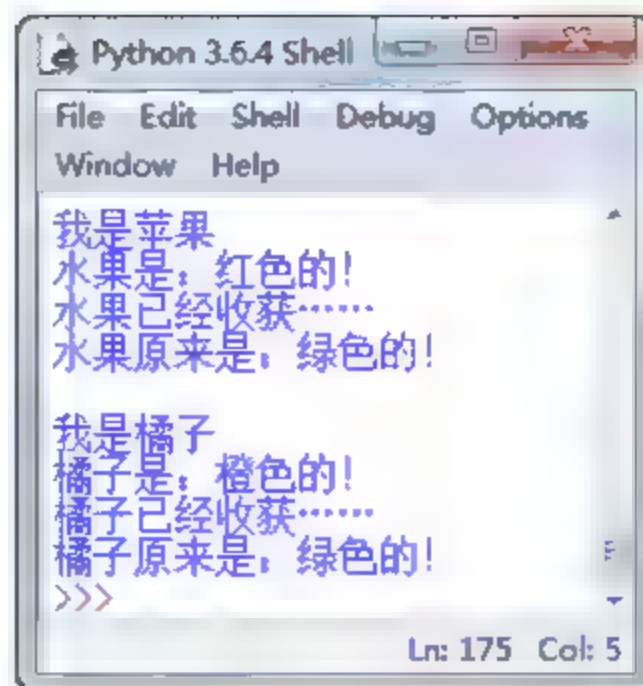 Python 3.6.4 Shell
File Edit Shell Debug Options
Window Help
我是苹果
水果是：红色的！
水果已经收获……
水果原来是：绿色的！
我是橘子
橘子是：橙色的！
橘子已经收获……
橘子原来是：绿色的！
>>>
Ln: 175 Col: 5